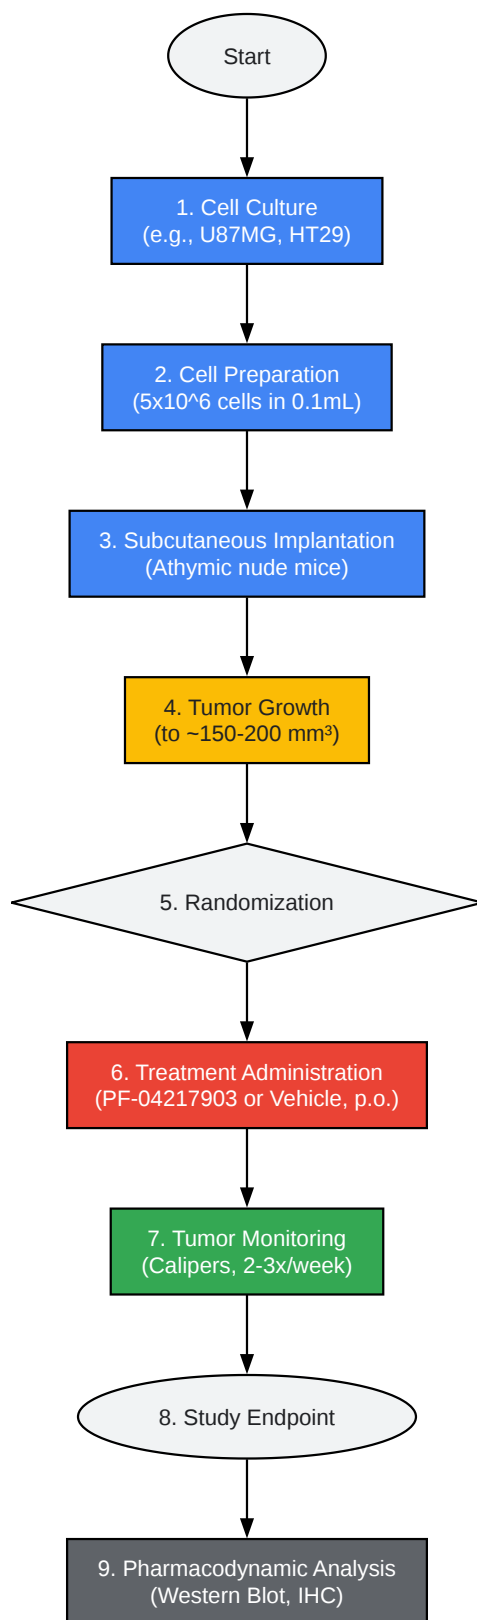 Start
1. Cell Culture
(e.g., U87MG, HT29)
2. Cell Preparation
(5x10^6 cells in 0.1mL)
3. Subcutaneous Implantation
(Athymic nude mice)
4. Tumor Growth
(to ~150-200 mm³)
5. Randomization
6. Treatment Administration
(PF-04217903 or Vehicle, p.o.)
7. Tumor Monitoring
(Calipers, 2-3x/week)
8. Study Endpoint
9. Pharmacodynamic Analysis
(Western Blot, IHC)